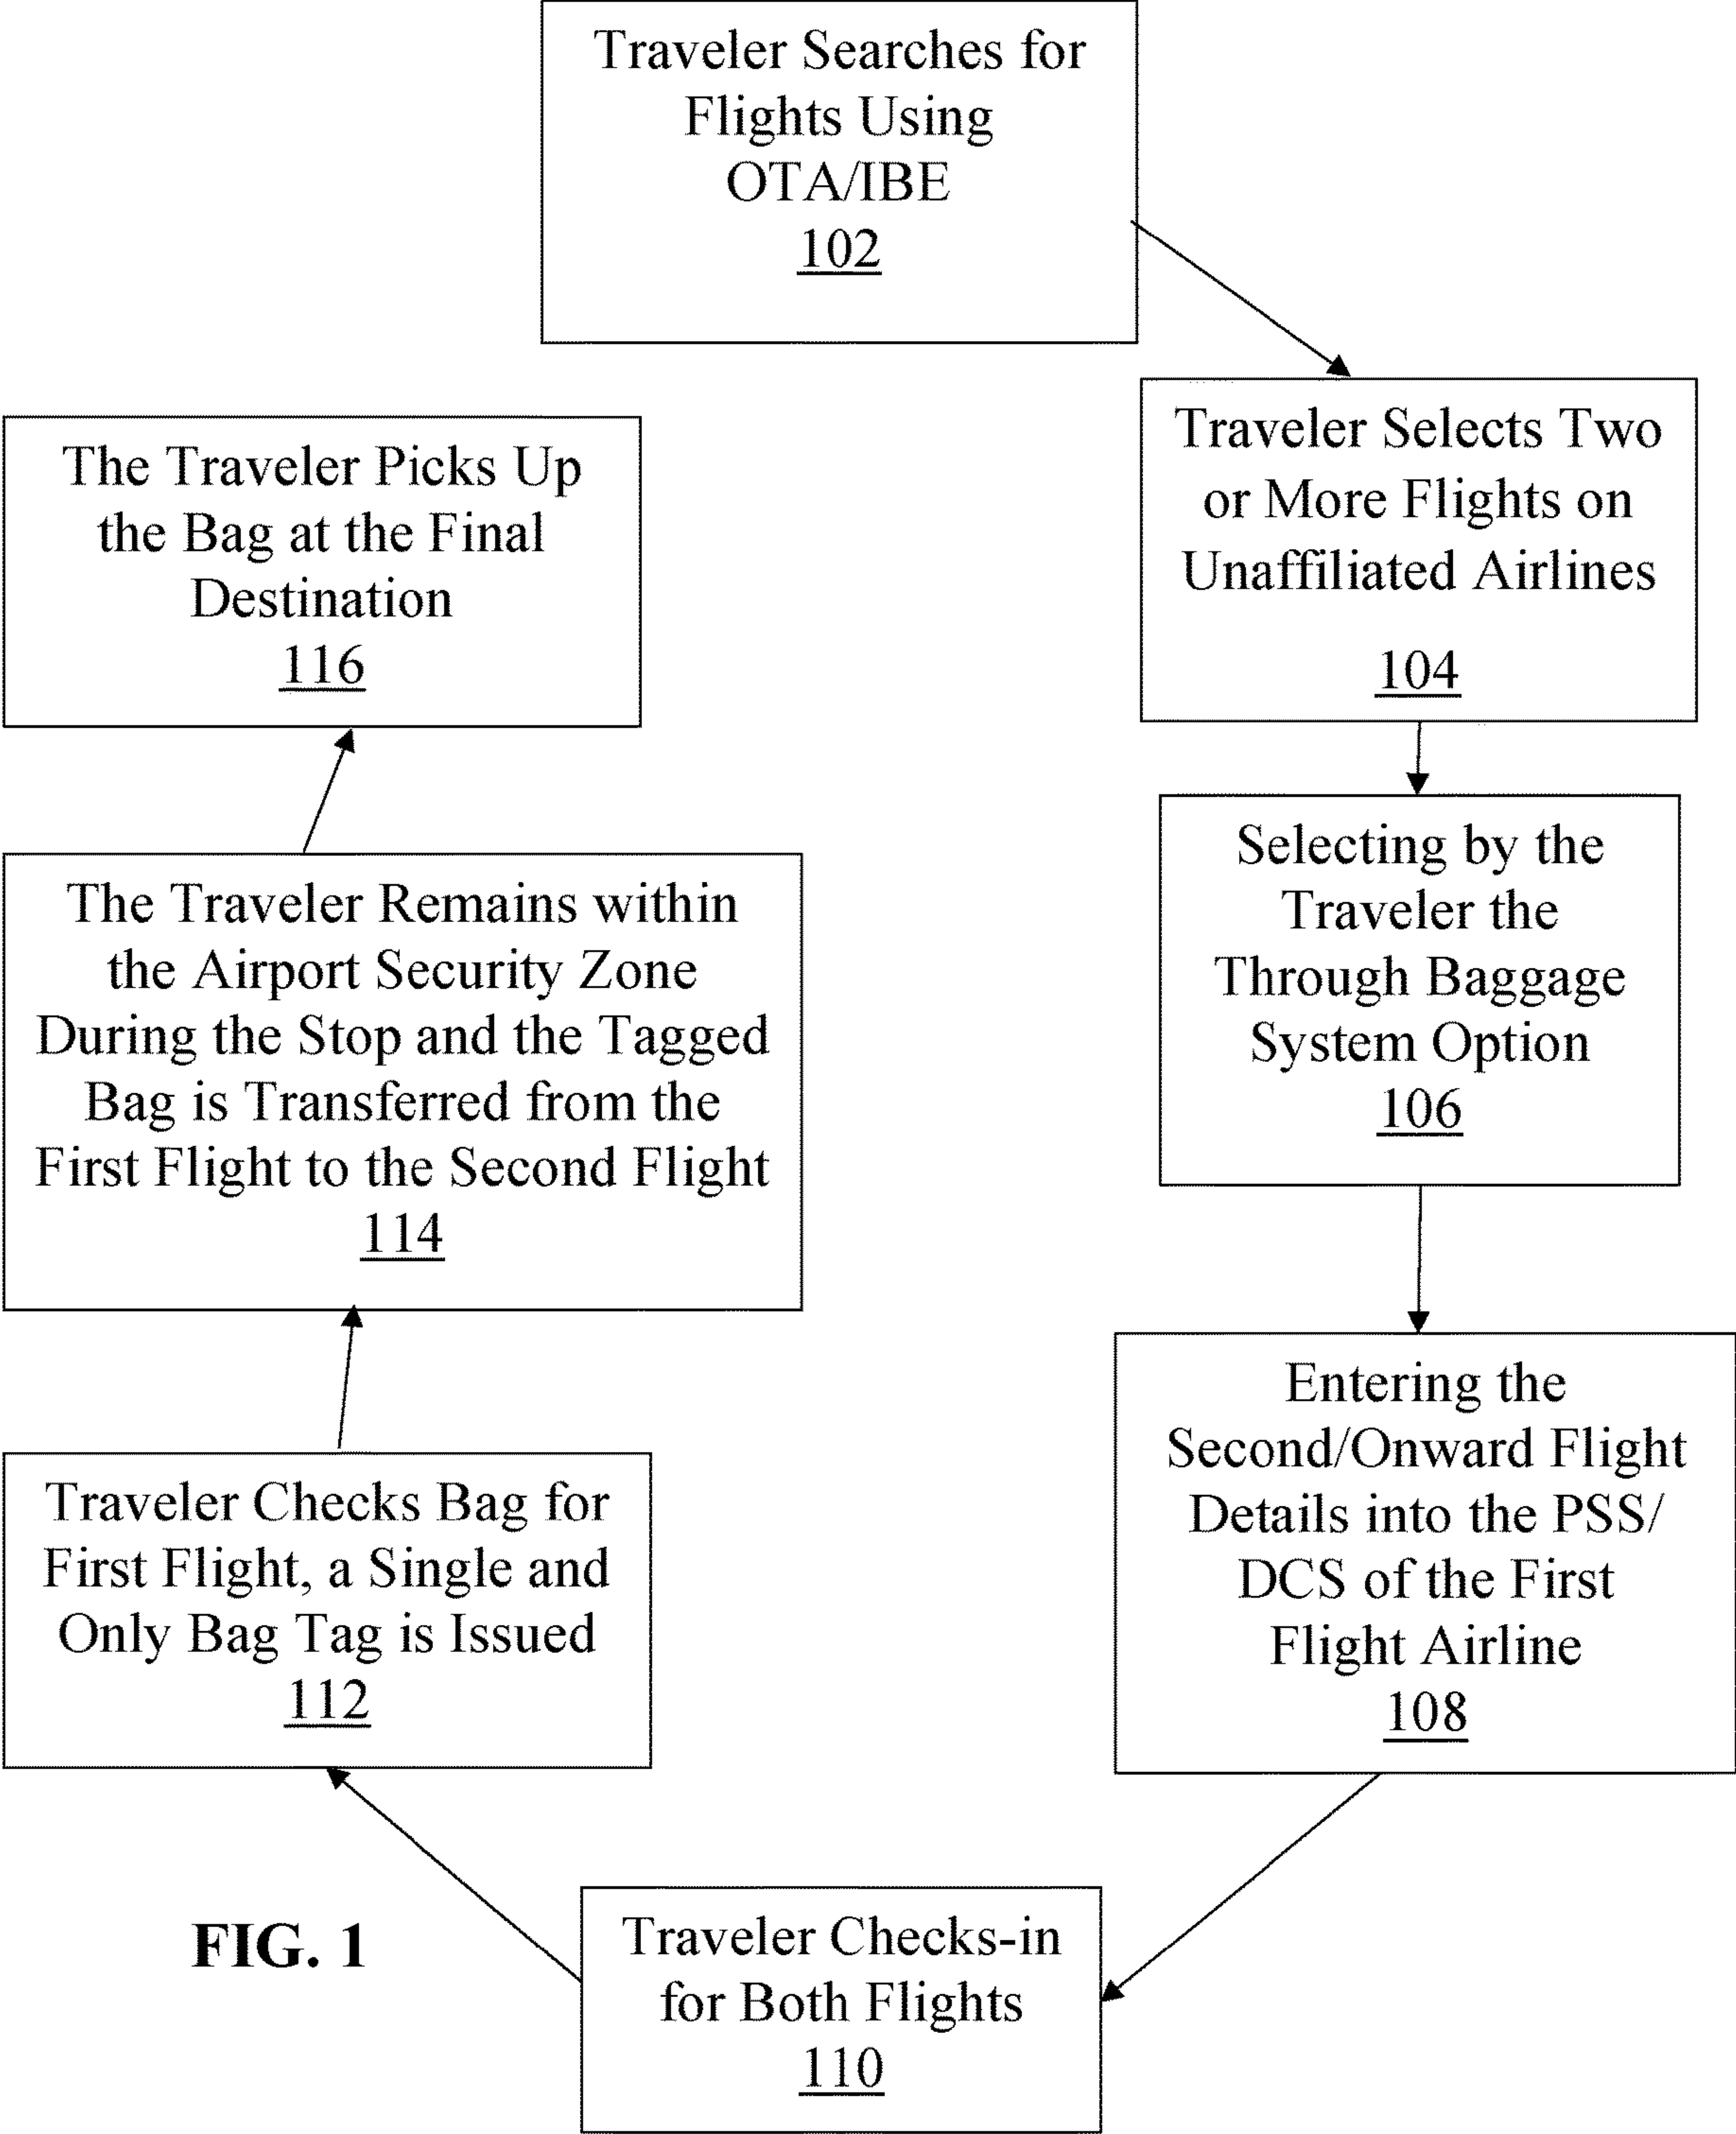 Traveler Searches for
Flights Using
OTA/IBE
102
Traveler Selects Two
or More Flights on
Unaffiliated Airlines
104
Selecting by the
Traveler the
Through Baggage
System Option
106
Entering the
Second/Onward Flight
Details into the PSS/
DCS of the First
Flight Airline
108
Traveler Checks-in
for Both Flights
110
Traveler Checks Bag for
First Flight, a Single and
Only Bag Tag is Issued
112
The Traveler Remains within
the Airport Security Zone
During the Stop and the Tagged
Bag is Transferred from the
First Flight to the Second Flight
114
The Traveler Picks Up
the Bag at the Final
Destination
116
FIG. 1